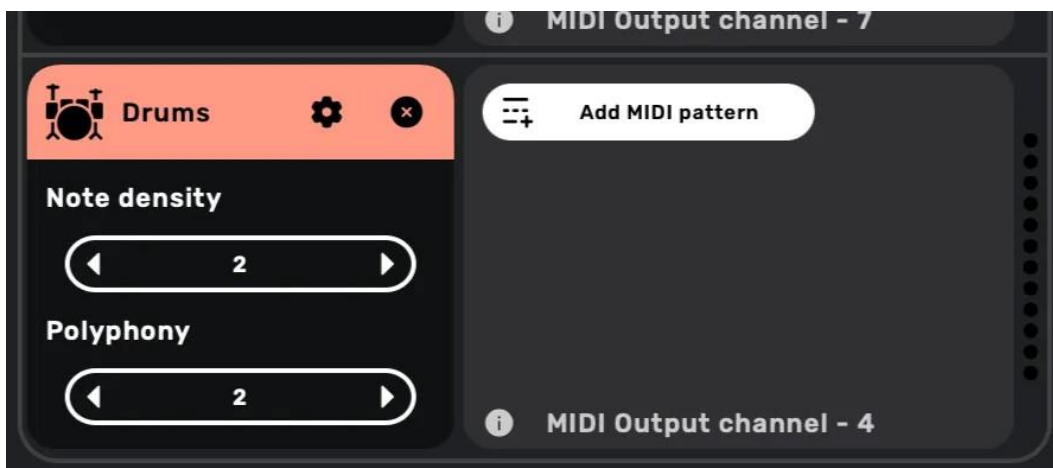 MIDI Output channel - 7
Drums
Add MIDI pattern
Note density
2
Polyphony
2
MIDI Output channel - 4